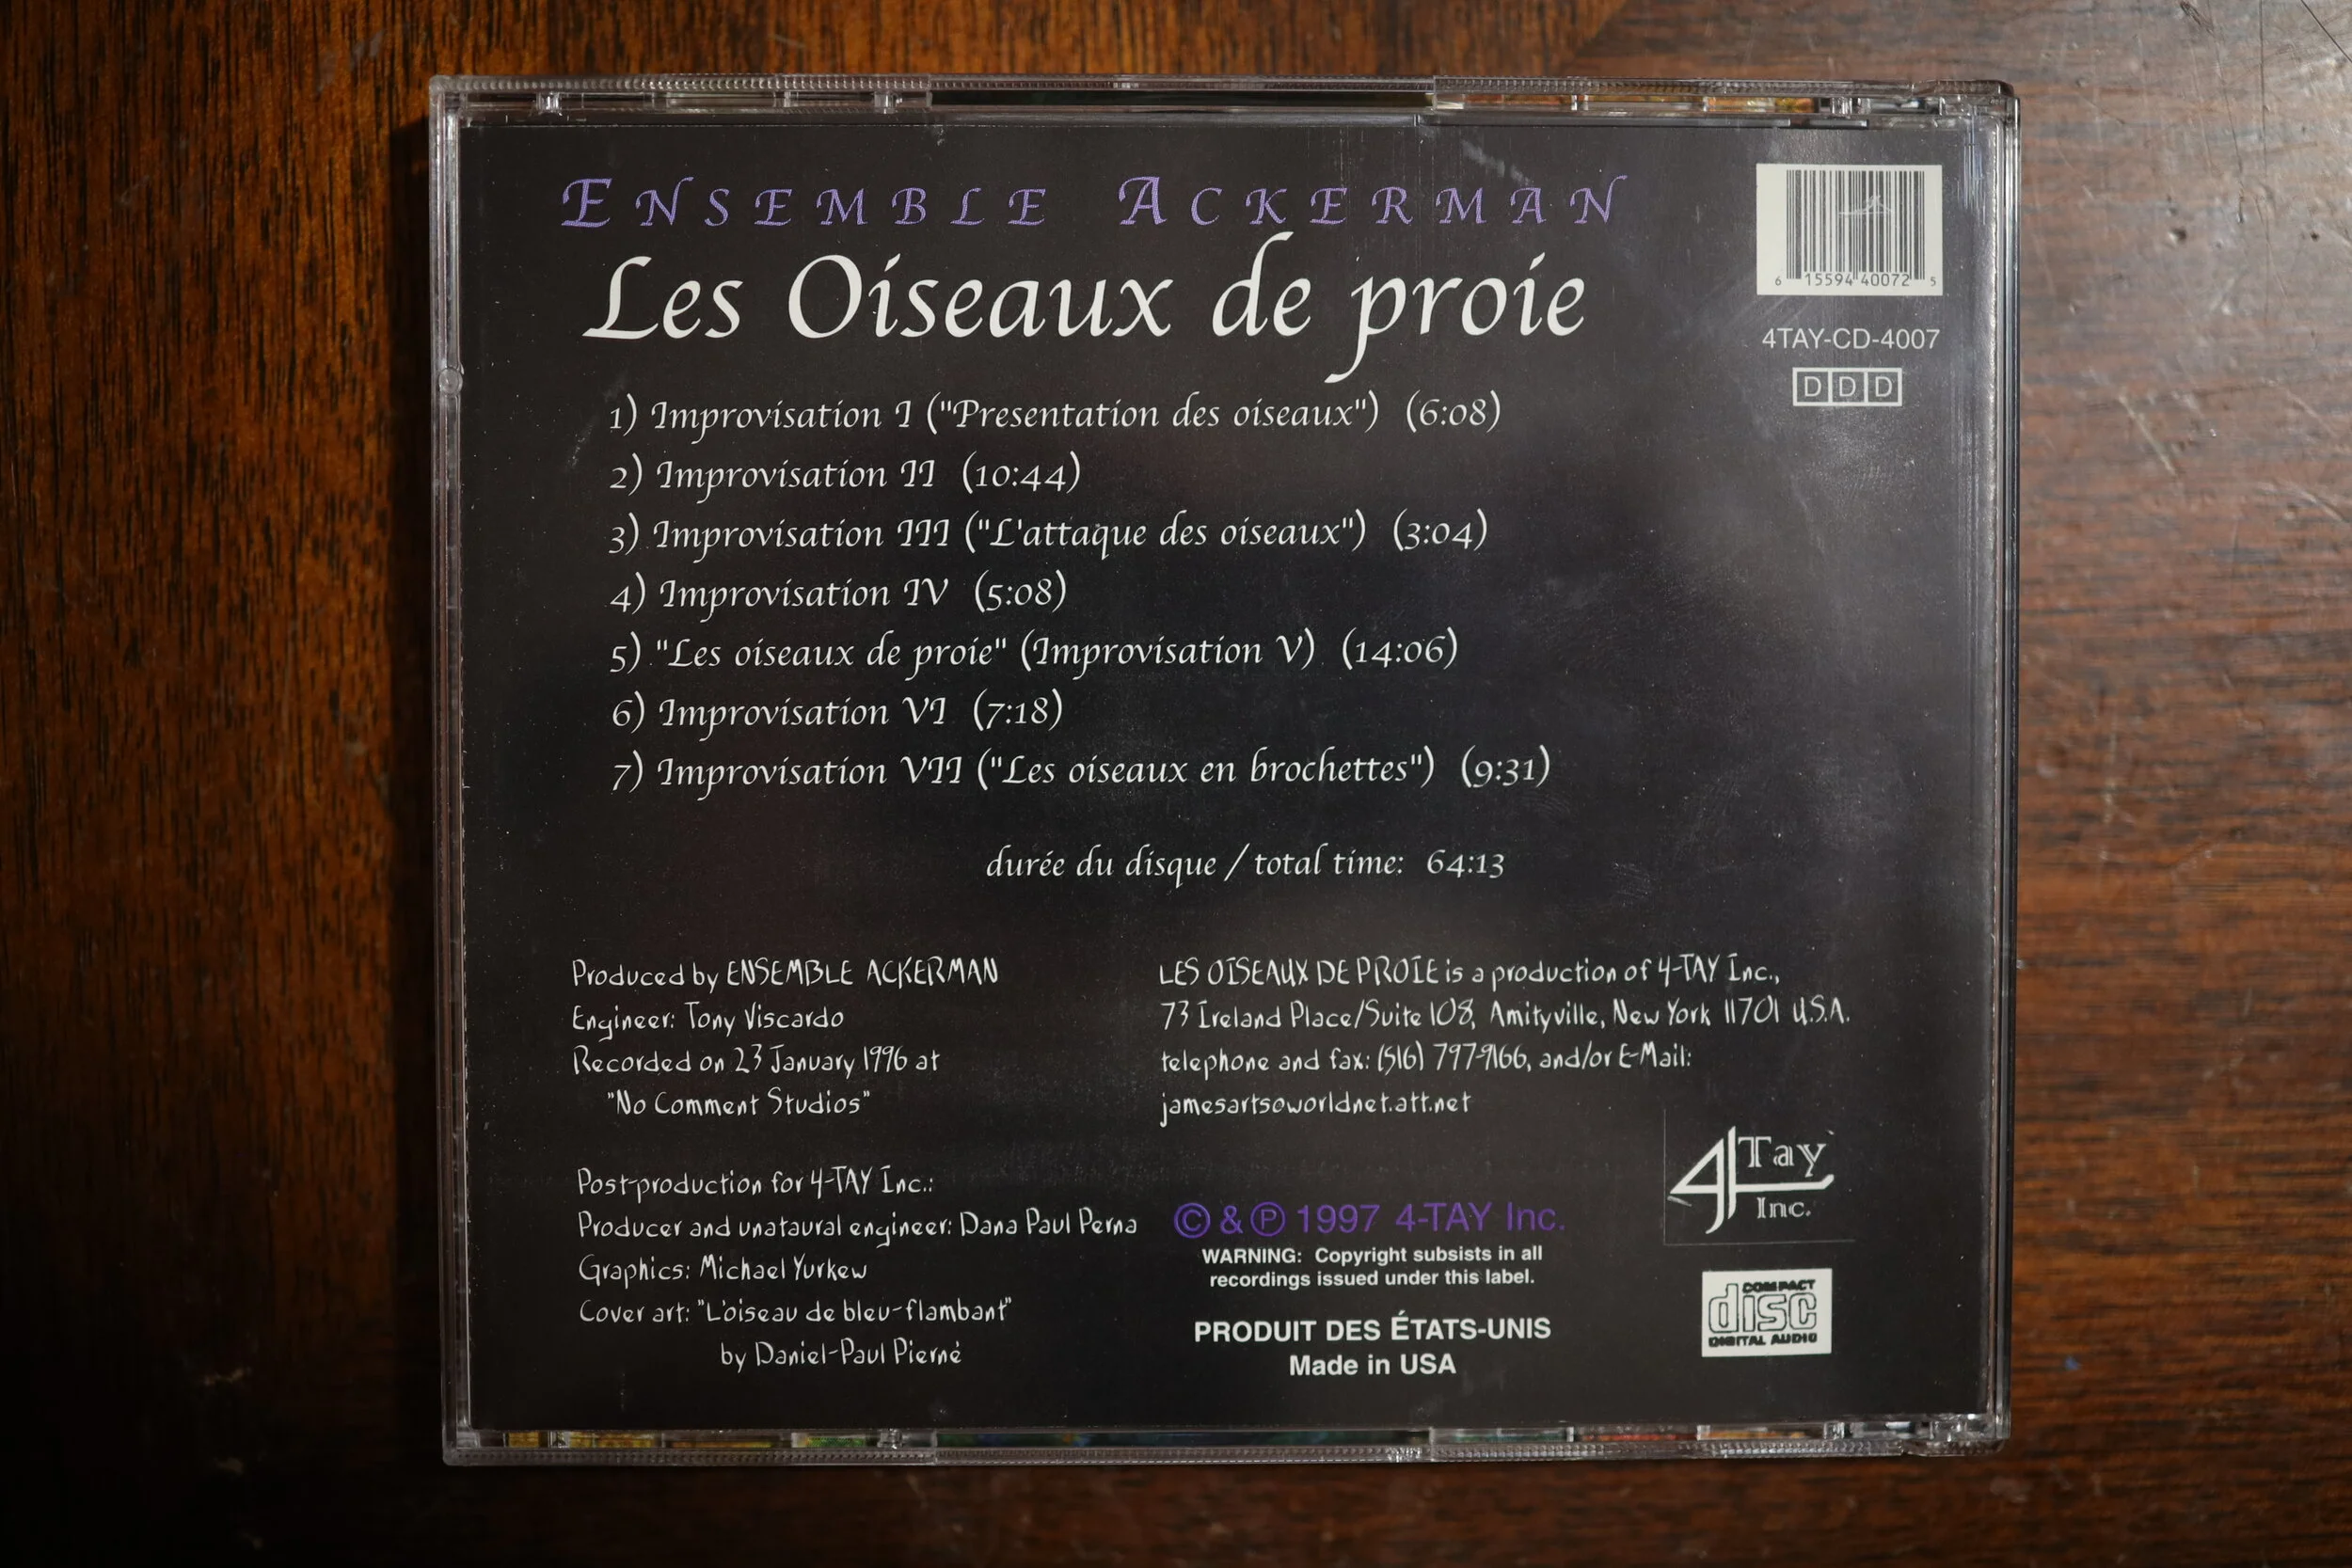 ENSEMBLE ACKERMAN
Les Oiseaux de proie
1) Improvisation I ("Presentation des oiseaux") (6:08)
2) Improvisation II (10:44)
3) Improvisation III ("L'attaque des oiseaux") (3:04)
4) Improvisation IV (5:08)
5) "Les oiseaux de proie" (Improvisation V) (14:06)
6) Improvisation VI (7:18)
7) Improvisation VII ("Les oiseaux en brochettes") (9:31)
durée du disque / total time: 64:13
6 15594 40072 5
4TAY-CD-4007
DDD
Produced by ENSEMBLE ACKERMAN
Engineer: Tony Viscardo
Recorded on 23 January 1996 at
"No Comment Studios"
Post-production for 4-TAY Inc.:
Producer and unataural engineer: Dana Paul Perna
Graphics: Michael Yurkew
Cover art: "L'oiseau de bleu-flambant"
by Daniel-Paul Pierné
LES OISEAUX DE PROIE is a production of 4-TAY Inc.,
73 Ireland Place/Suite 108, Amityville, New York 11701 U.S.A.
telephone and fax: (516) 797-9166, and/or E-Mail:
jamesartsoworldnet.att.net
© & ℗ 1997 4-TAY Inc.
WARNING: Copyright subsists in all
recordings issued under this label.
PRODUIT DES ÉTATS-UNIS
Made in USA
4Tay
Inc.
COMPACT
disc
DIGITAL AUDIO